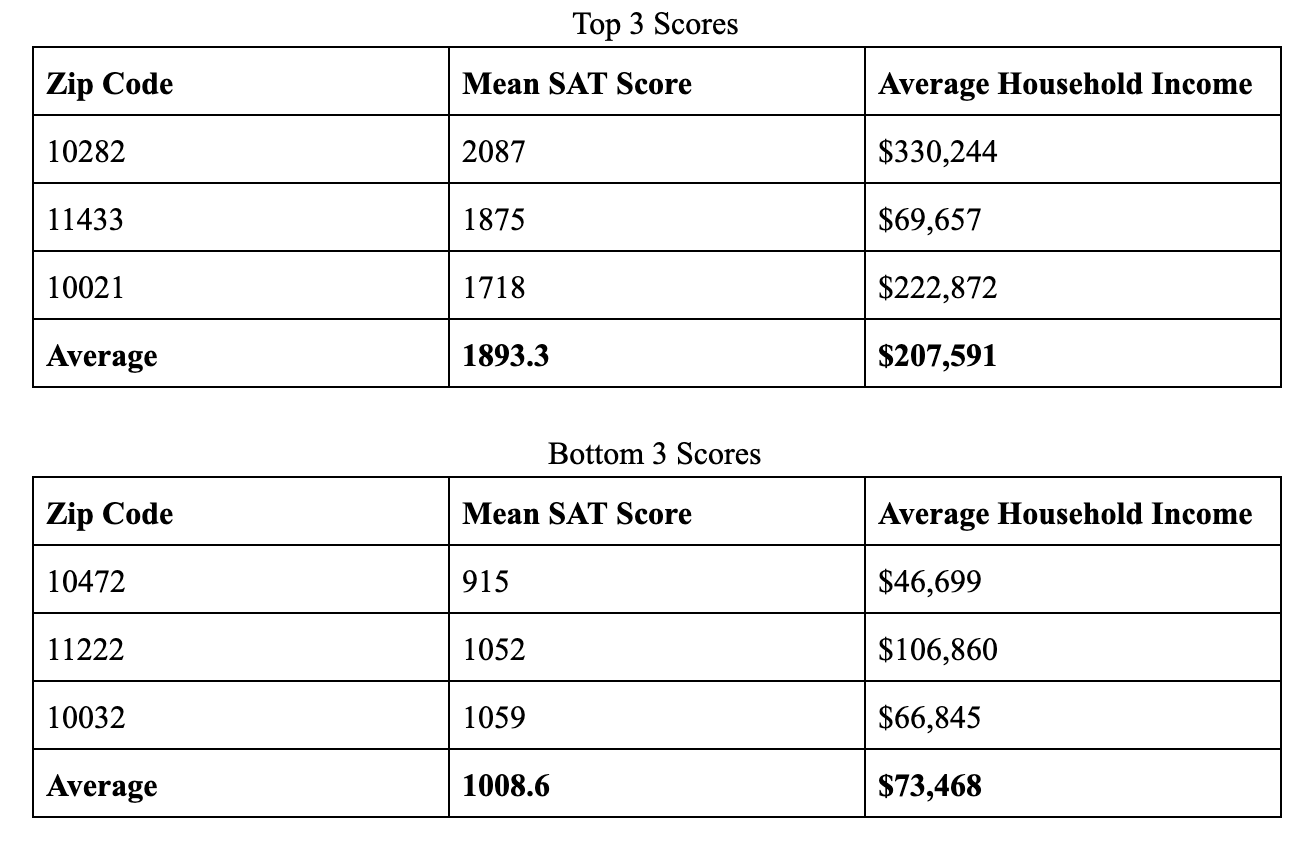 Top 3 Scores
Zip Code Mean SAT Score Average Household Income
10282 2087 $330,244
11433 1875 $69,657
10021 1718 $222,872
Average 1893.3 $207,591
Bottom 3 Scores
Zip Code Mean SAT Score Average Household Income
10472 915 $46,699
11222 1052 $106,860
10032 1059 $66,845
Average 1008.6 $73,468